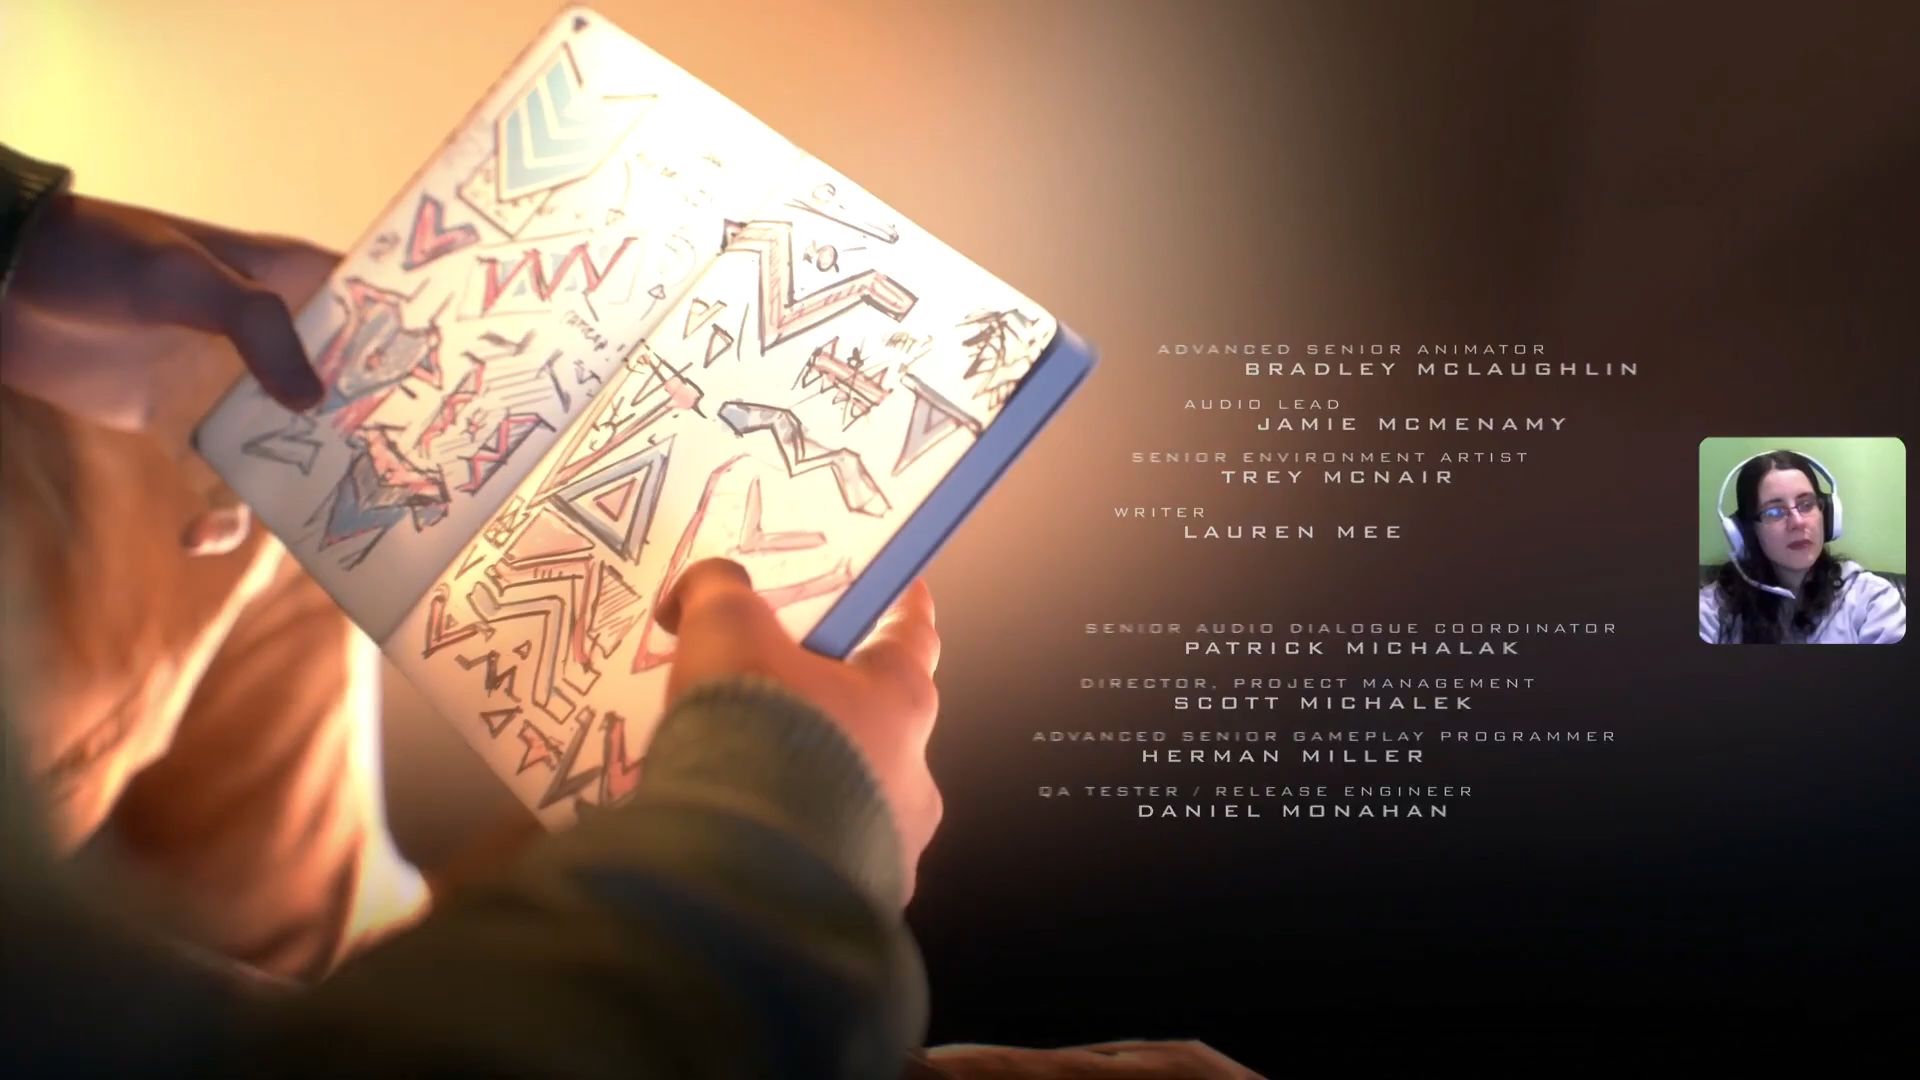 ADVANCED SENIOR ANIMATOR
BRADLEY MCLAUGHLIN
AUDIO LEAD
JAMIE MCMENAMY
SENIOR ENVIRONMENT ARTIST
TREY MCNAIR
WRITER
LAUREN MEE
SENIOR AUDIO DIALOGUE COORDINATOR
PATRICK MICHALAK
DIRECTOR, PROJECT MANAGEMENT
SCOTT MICHALEK
ADVANCED SENIOR GAMEPLAY PROGRAMMER
HERMAN MILLER
QA TESTER / RELEASE ENGINEER
DANIEL MONAHAN